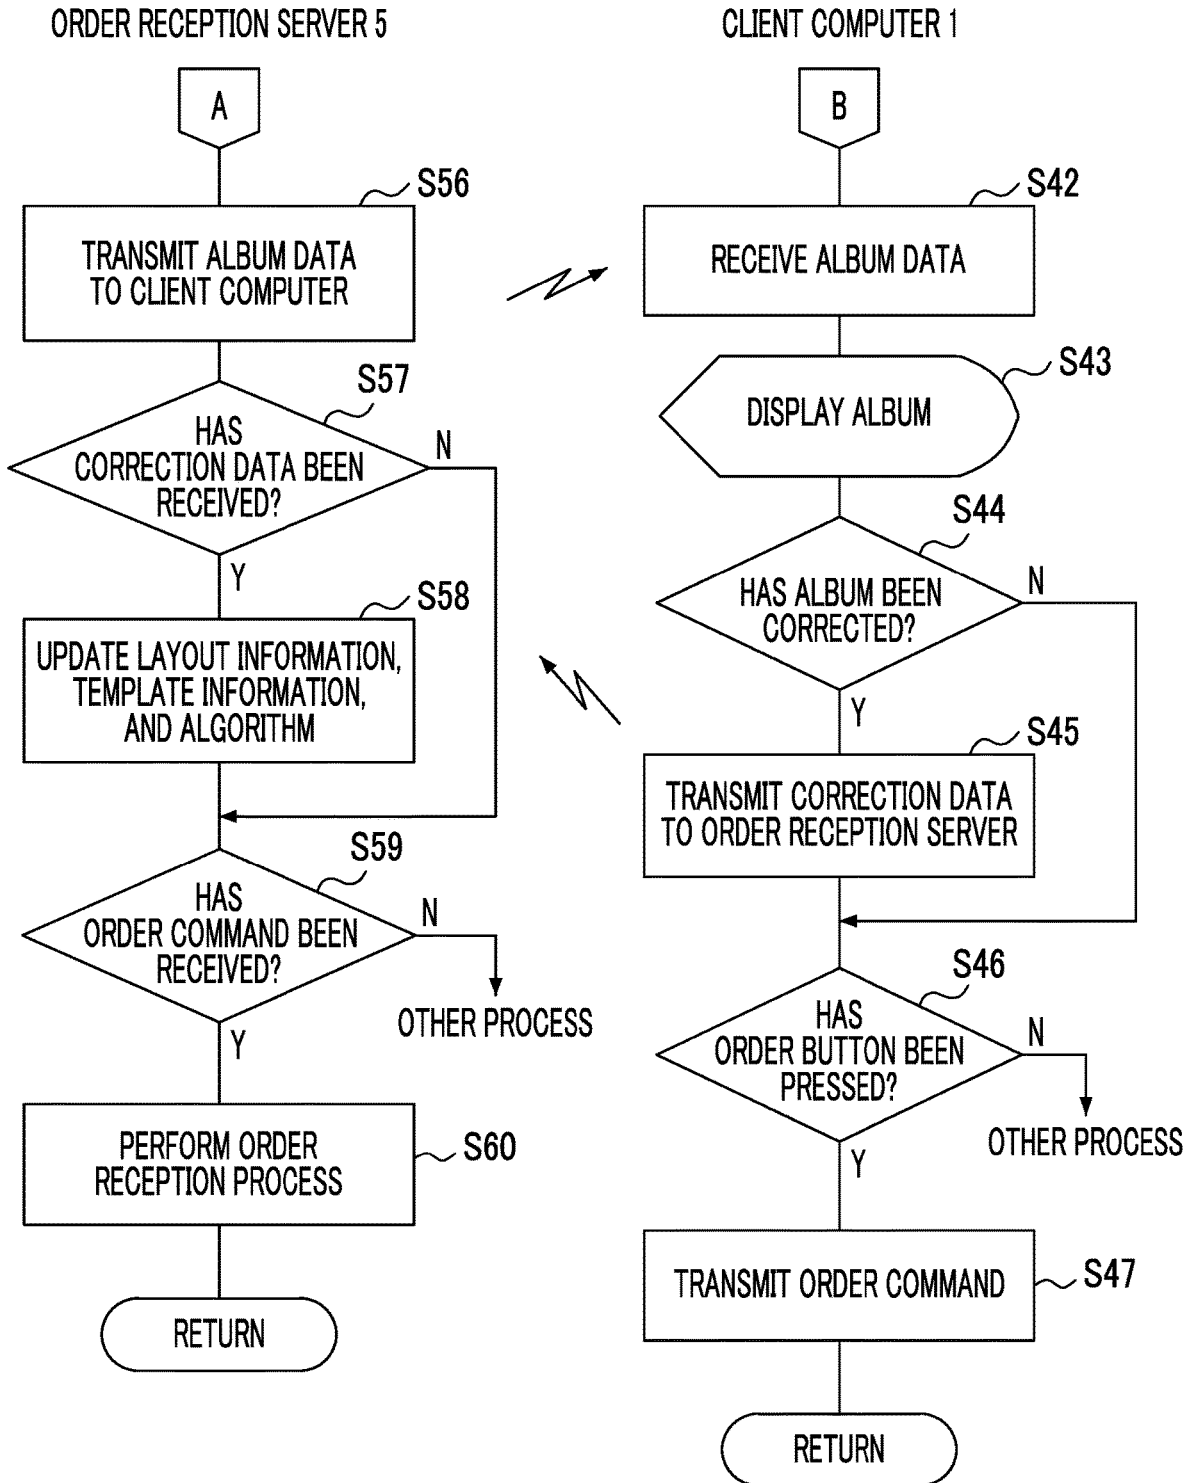 ORDER RECEPTION SERVER 5
A
S56
TRANSMIT ALBUM DATA
TO CLIENT COMPUTER
S57
HAS
CORRECTION DATA BEEN
RECEIVED?
N
Y
S58
UPDATE LAYOUT INFORMATION,
TEMPLATE INFORMATION,
AND ALGORITHM
S59
HAS
ORDER COMMAND BEEN
RECEIVED?
N
OTHER PROCESS
Y
PERFORM ORDER
RECEPTION PROCESS
S60
RETURN
CLIENT COMPUTER 1
B
S42
RECEIVE ALBUM DATA
S43
DISPLAY ALBUM
S44
HAS ALBUM BEEN
CORRECTED?
N
Y
S45
TRANSMIT CORRECTION DATA
TO ORDER RECEPTION SERVER
S46
HAS
ORDER BUTTON BEEN
PRESSED?
N
OTHER PROCESS
Y
TRANSMIT ORDER COMMAND
S47
RETURN